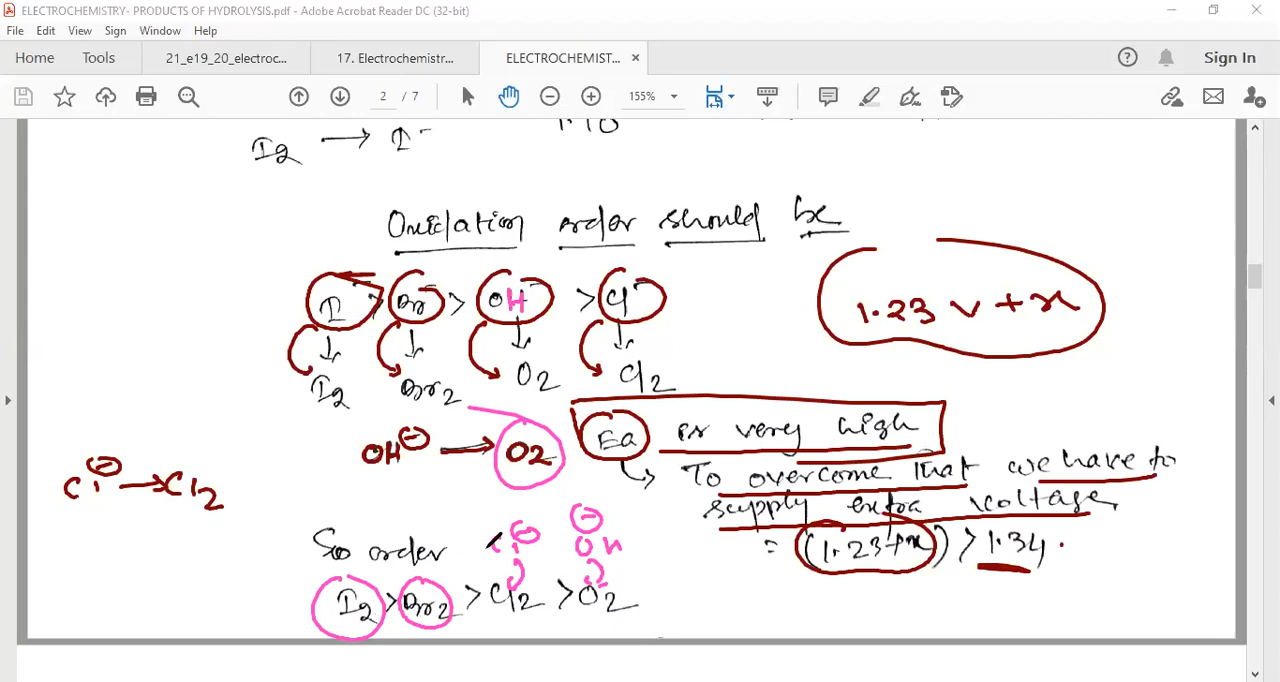 ELECTROCHEMISTRY- PRODUCTS OF HYDROLYSIS.pdf - Adobe Acrobat Reader DC (32-bit)
File Edit View Sign Window Help
Home Tools 21_e19_20_electroc... 17. Electrochemistr... ELECTROCHEMIST... × Sign In
2 / 7 155%
I2 → I-
Oxidation order should be
I- > Br- > OH- > Cl-
I2 Br2 O2 Cl2
1.23 V + x
OH⊖ → O2
Ea is very high
Cl⊖ → Cl2
To overcome that we have to
supply extra voltage
= (1.23+x) > 1.34
So order
Cl⊖ OH⊖
I2 > Br2 > Cl2 > O2